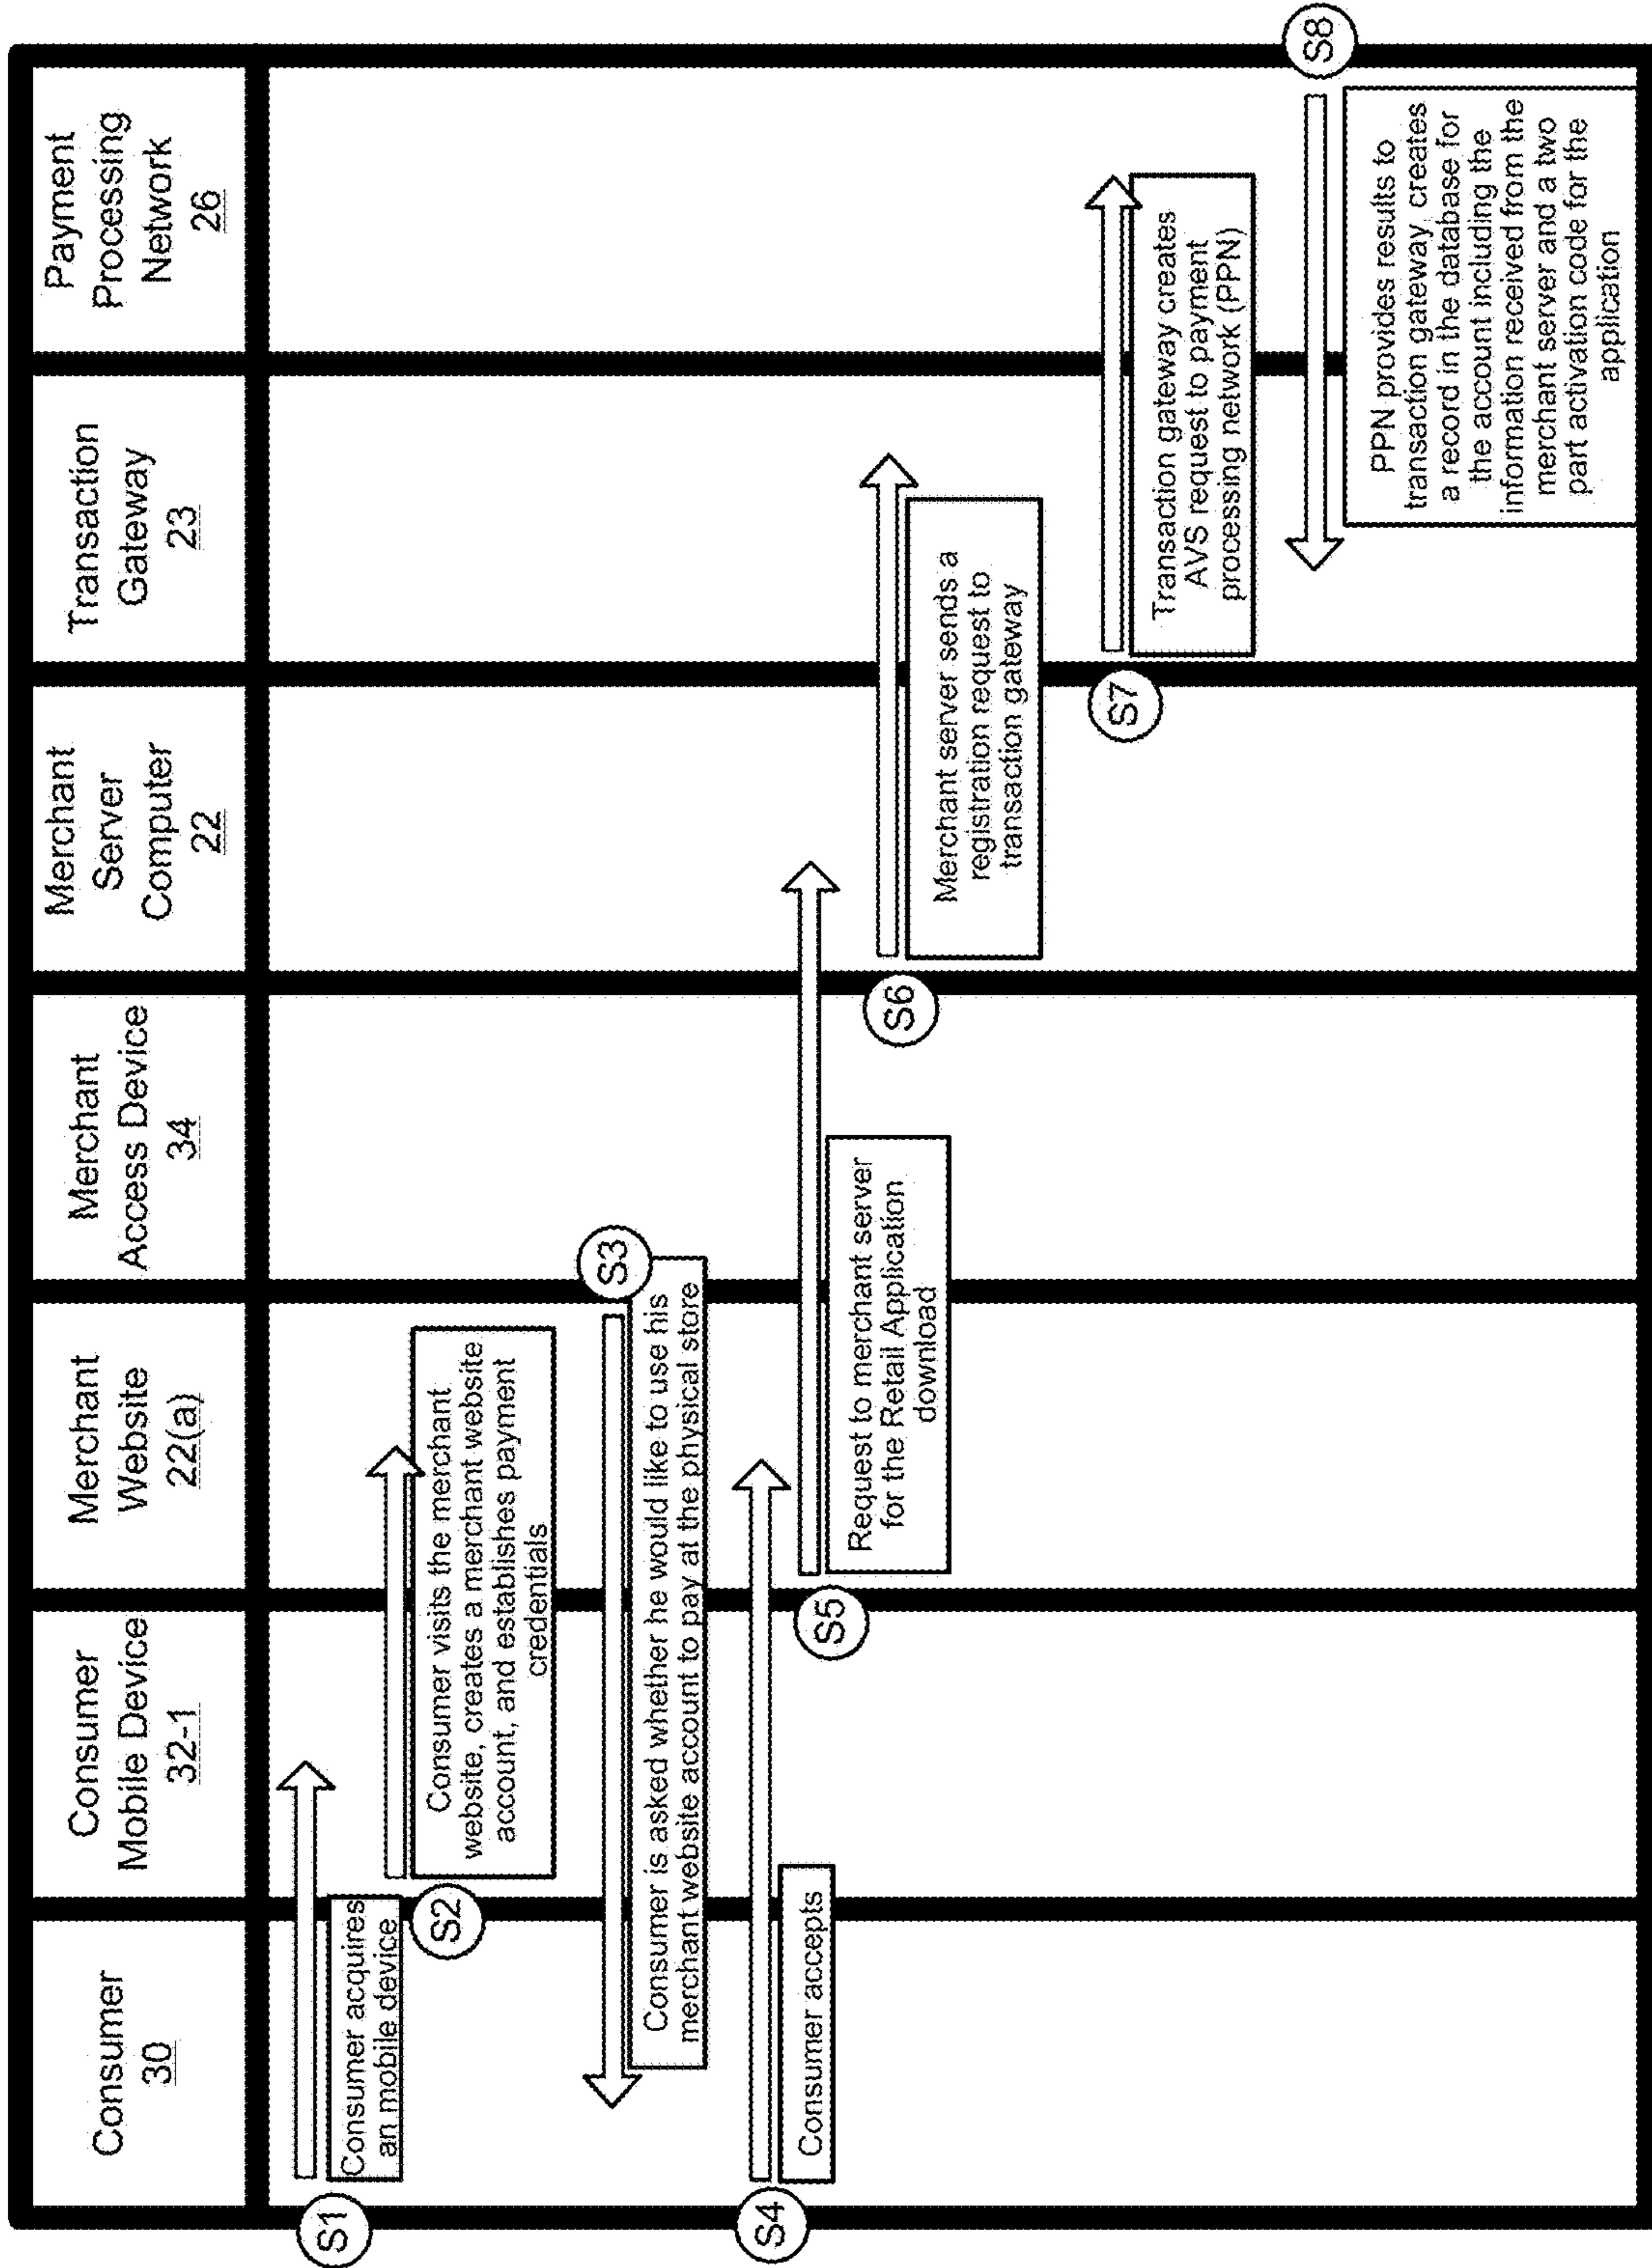 Consumer
30
Consumer
Mobile Device
32-1
Merchant
Website
22(a)
Merchant
Access Device
34
Merchant
Server
Computer
22
Transaction
Gateway
23
Payment
Processing
Network
26
S1
Consumer acquires
an mobile device
S2
Consumer visits the merchant
website, creates a merchant website
account, and establishes payment
credentials
S3
Consumer is asked whether he would like to use his
merchant website account to pay at the physical store
S4
Consumer accepts
S5
Request to merchant server
for the Retail Application
download
S6
Merchant server sends a
registration request to
transaction gateway
S7
Transaction gateway creates
AVS request to payment
processing network (PPN)
S8
PPN provides results to
transaction gateway, creates
a record in the database for
the account including the
information received from the
merchant server and a two
part activation code for the
application